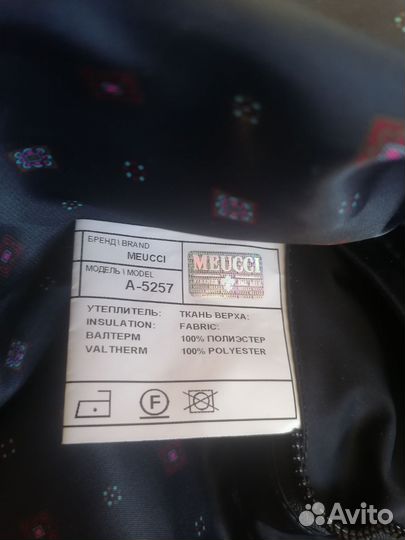 БРЕНД \ BRAND
MEUCCI
МОДЕЛЬ \ MODEL
A-5257
MEUCCI
УТЕПЛИТЕЛЬ:
INSULATION:
ВАЛТЕРМ
VALTHERM
ТКАНЬ ВЕРХА:
FABRIC:
100% ПОЛИЭСТЕР
100% POLYESTER
F
Avito